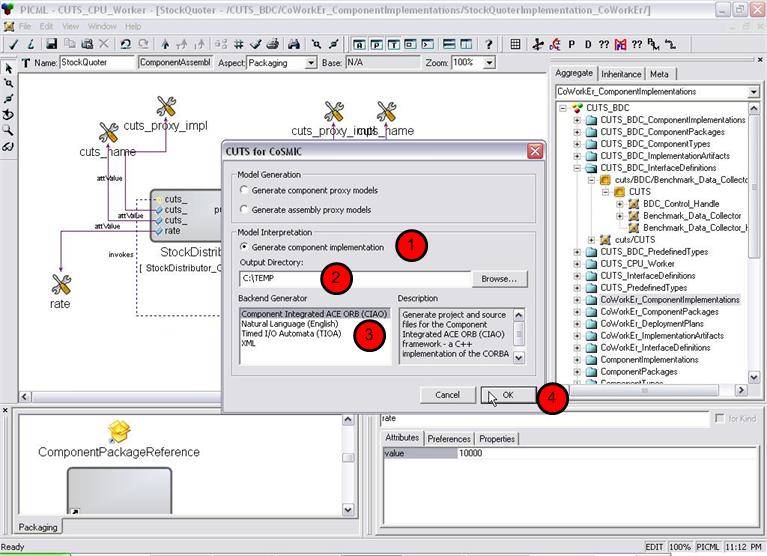 PICML - CUTS_CPU_Worker - [StockQuoter - /CUTS_BDC/CoWorkEr_ComponentImplementations/StockQuoterImplementation_CoWorkEr/]
File Edit View Window Help
Name: StockQuoter ComponentAssembl Aspect: Packaging Base: N/A Zoom: 100%
Aggregate Inheritance Meta
CoWorkEr_ComponentImplementations
CUTS_BDC
CUTS_BDC_ComponentImplementations
CUTS_BDC_ComponentPackages
CUTS_BDC_ComponentTypes
CUTS_BDC_ImplementationArtifacts
CUTS_BDC_InterfaceDefinitions
cuts/BDC/Benchmark_Data_Collecto
CUTS
BDC_Control_Handle
Benchmark_Data_Collector
Benchmark_Data_Collector_H
cuts/CUTS
CUTS_BDC_PredefinedTypes
CUTS_CPU_Worker
CUTS_InterfaceDefinitions
CUTS_PredefinedTypes
CoWorkEr_ComponentImplementations
CoWorkEr_ComponentPackages
CoWorkEr_DeploymentPlans
CoWorkEr_ImplementationArtifacts
CoWorkEr_InterfaceDefinitions
ComponentImplementations
ComponentPackages
ComponentTypes
cuts_proxy_impl
cuts_name
cuts_proxy_impl
cuts_name
attValue
attValue
attValue
invokes
cuts_
cuts_
cuts_
rate
StockDistrib
[ StockDistributor_C
rate
CUTS for CoSMIC
Model Generation
Generate component proxy models
Generate assembly proxy models
Model Interpretation
Generate component implementation
1
Output Directory:
C:\TEMP
2
Browse...
Backend Generator
Component Integrated ACE ORB (CIAO)
Natural Language (English)
Timed I/O Automata (TIOA)
XML
3
Description
Generate project and source
files for the Component
Integrated ACE ORB (CIAO)
framework - a C++
implementation of the CORBA
Cancel
OK
4
ComponentPackageReference
Packaging
rate
for Kind
Attributes Preferences Properties
value 10000
Ready
EDIT 100% PICML 11:12 PM